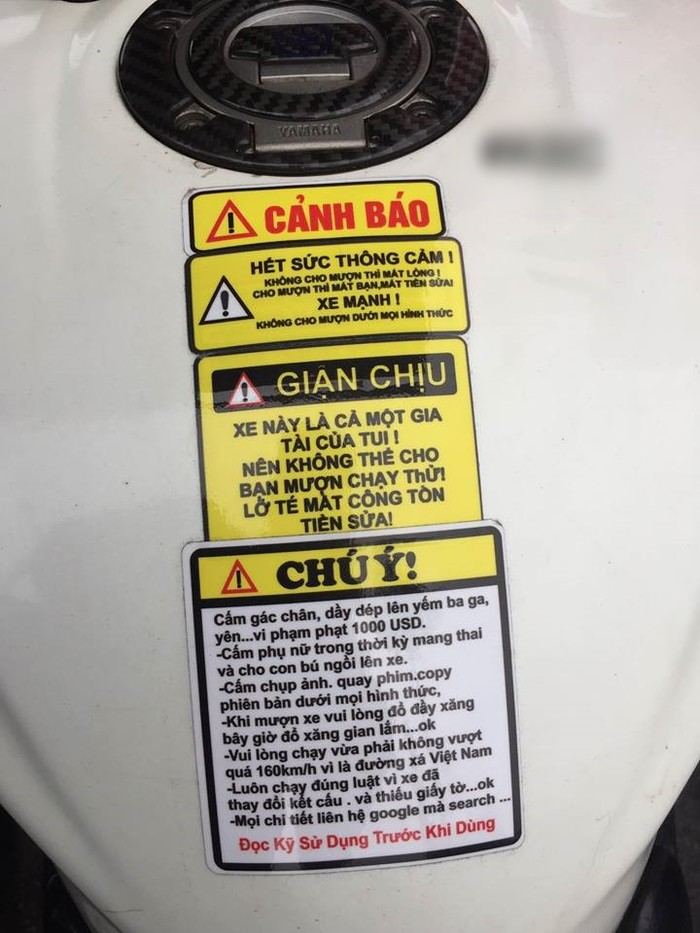 YAMAHA
CẢNH BÁO
HẾT SỨC THÔNG CẢM !
KHÔNG CHO MƯỢN THÌ MẤT LÒNG !
CHO MƯỢN THÌ MẤT BẠN,MẤT TIỀN SỬA!
XE MẠNH !
KHÔNG CHO MƯỢN DƯỚI MỌI HÌNH THỨC
GIẬN CHỊU
XE NÀY LÀ CẢ MỘT GIA
TÀI CỦA TUI !
NÊN KHÔNG THỂ CHO
BẠN MƯỢN CHẠY THử!
LỠ TÉ MẤT CÔNG TỐN
TIỀN SỬA!
CHÚ Ý!
Cấm gác chân, dầy dép lên yếm ba ga,
yên...vi phạm phạt 1000 USD.
-Cấm phụ nữ trong thời kỳ mang thai
và cho con bú ngồi lên xe.
-Cấm chụp ảnh. quay phim.copy
phiên bản dưới mọi hình thức,
-Khi mượn xe vui lòng đổ đầy xăng
bây giờ đổ xăng gian lắm...ok
-Vui lòng chạy vừa phải không vượt
quá 160km/h vì là đường xá Việt Nam
-Luôn chạy đúng luật vì xe đã
thay đổi kết cấu . và thiếu giấy tờ...ok
-Mọi chi tiết liên hệ google mà search ...
Đọc Kỹ Sử Dụng Trước Khi Dùng